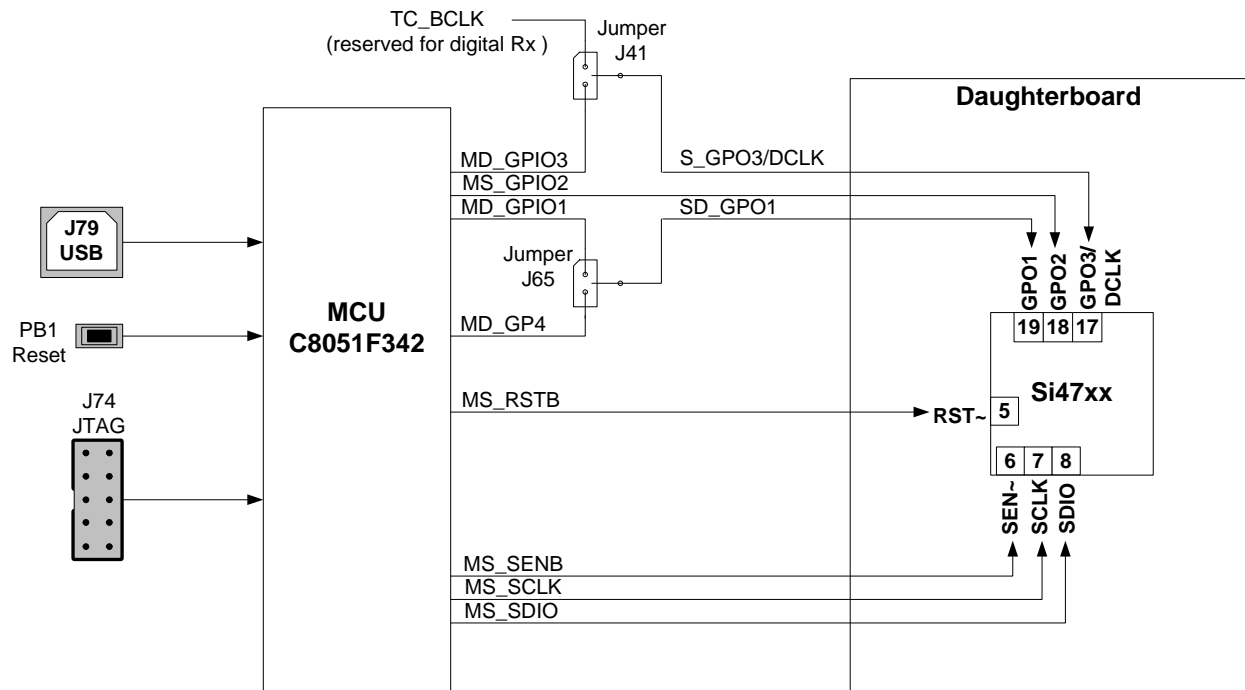 TC_BCLK
(reserved for digital Rx )
Jumper
J41
Daughterboard
MD_GPIO3
S_GPO3/DCLK
MS_GPIO2
MD_GPIO1
SD_GPO1
J79
USB
Jumper
J65
GPO1
GPO2
GPO3/
DCLK
MCU
C8051F342
PB1
Reset
MD_GP4
19 18 17
Si47xx
J74
JTAG
MS_RSTB
RST~ 5
6 7 8
SEN~
SCLK
SDIO
MS_SENB
MS_SCLK
MS_SDIO